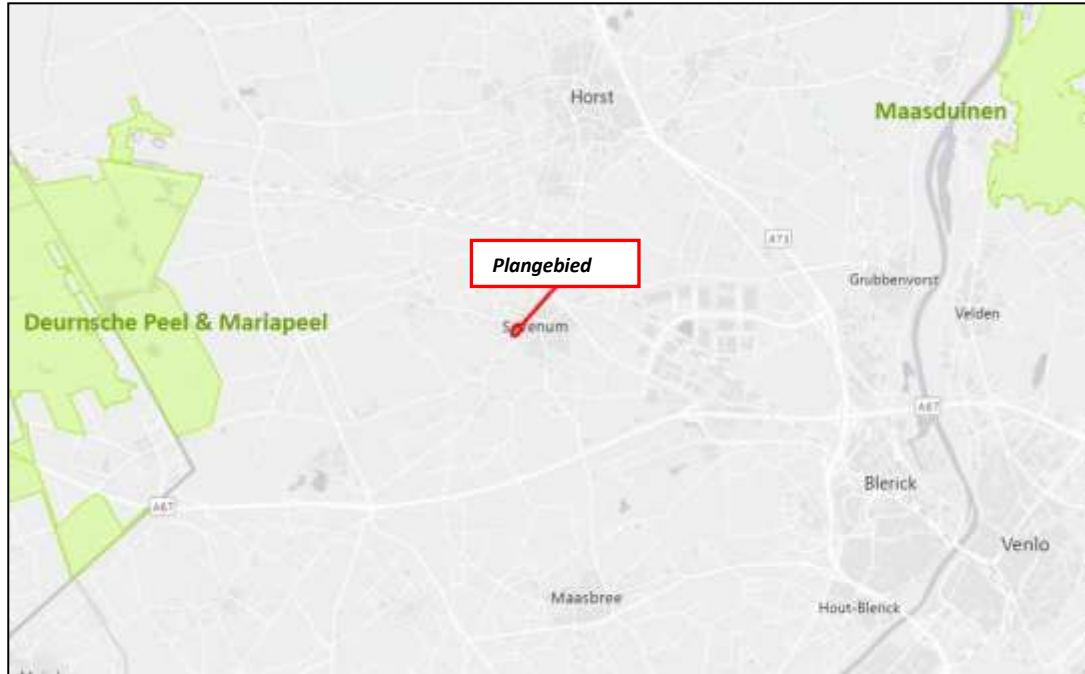 Horst
Maasduinen
A73
Plangebied
Grubbenvorst
Velden
Deurnsche Peel & Mariapeel
A67
Blerick
A67
Venlo
Maasbree
Hout-Blerick